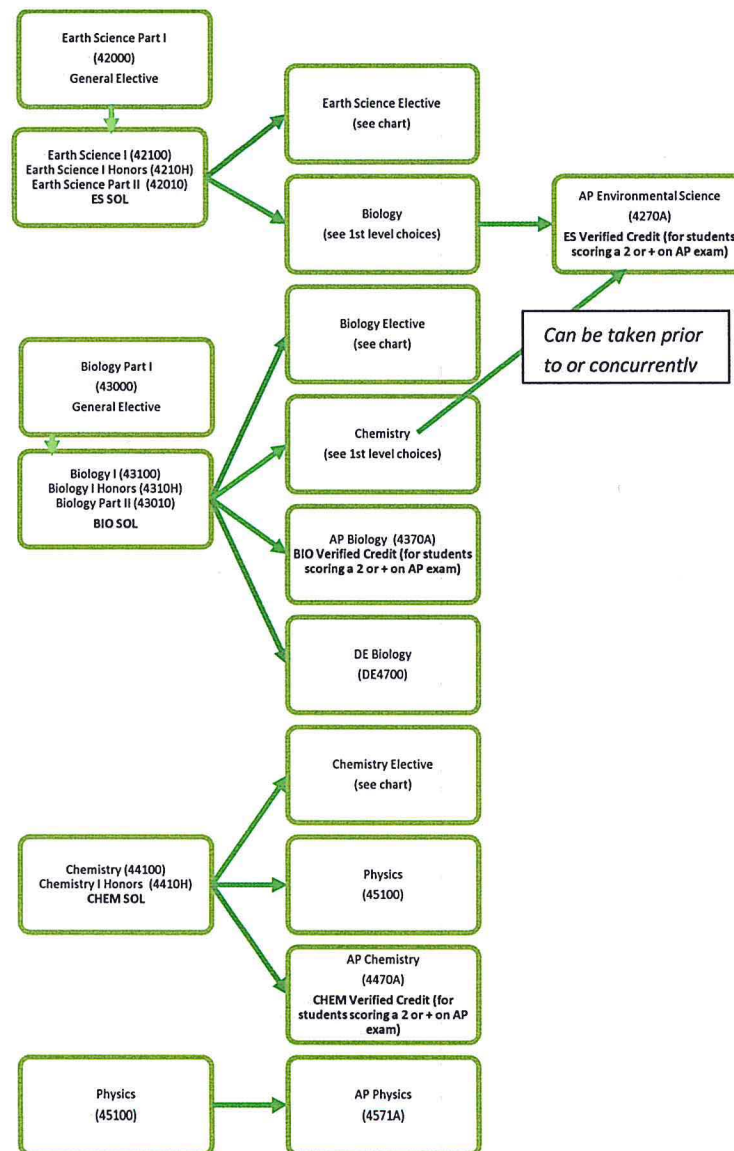 Earth Science Part I
(42000)
General Elective
Earth Science I (42100)
Earth Science I Honors (4210H)
Earth Science Part II (42010)
ES SOL
Earth Science Elective
(see chart)
Biology
(see 1st level choices)
AP Environmental Science
(4270A)
ES Verified Credit (for students
scoring a 2 or + on AP exam)
Can be taken prior
to or concurrently
Biology Part I
(43000)
General Elective
Biology I (43100)
Biology I Honors (4310H)
Biology Part II (43010)
BIO SOL
Biology Elective
(see chart)
Chemistry
(see 1st level choices)
AP Biology (4370A)
BIO Verified Credit (for students
scoring a 2 or + on AP exam)
DE Biology
(DE4700)
Chemistry (44100)
Chemistry I Honors (4410H)
CHEM SOL
Chemistry Elective
(see chart)
Physics
(45100)
AP Chemistry
(4470A)
CHEM Verified Credit (for
students scoring a 2 or + on AP
exam)
Physics
(45100)
AP Physics
(4571A)